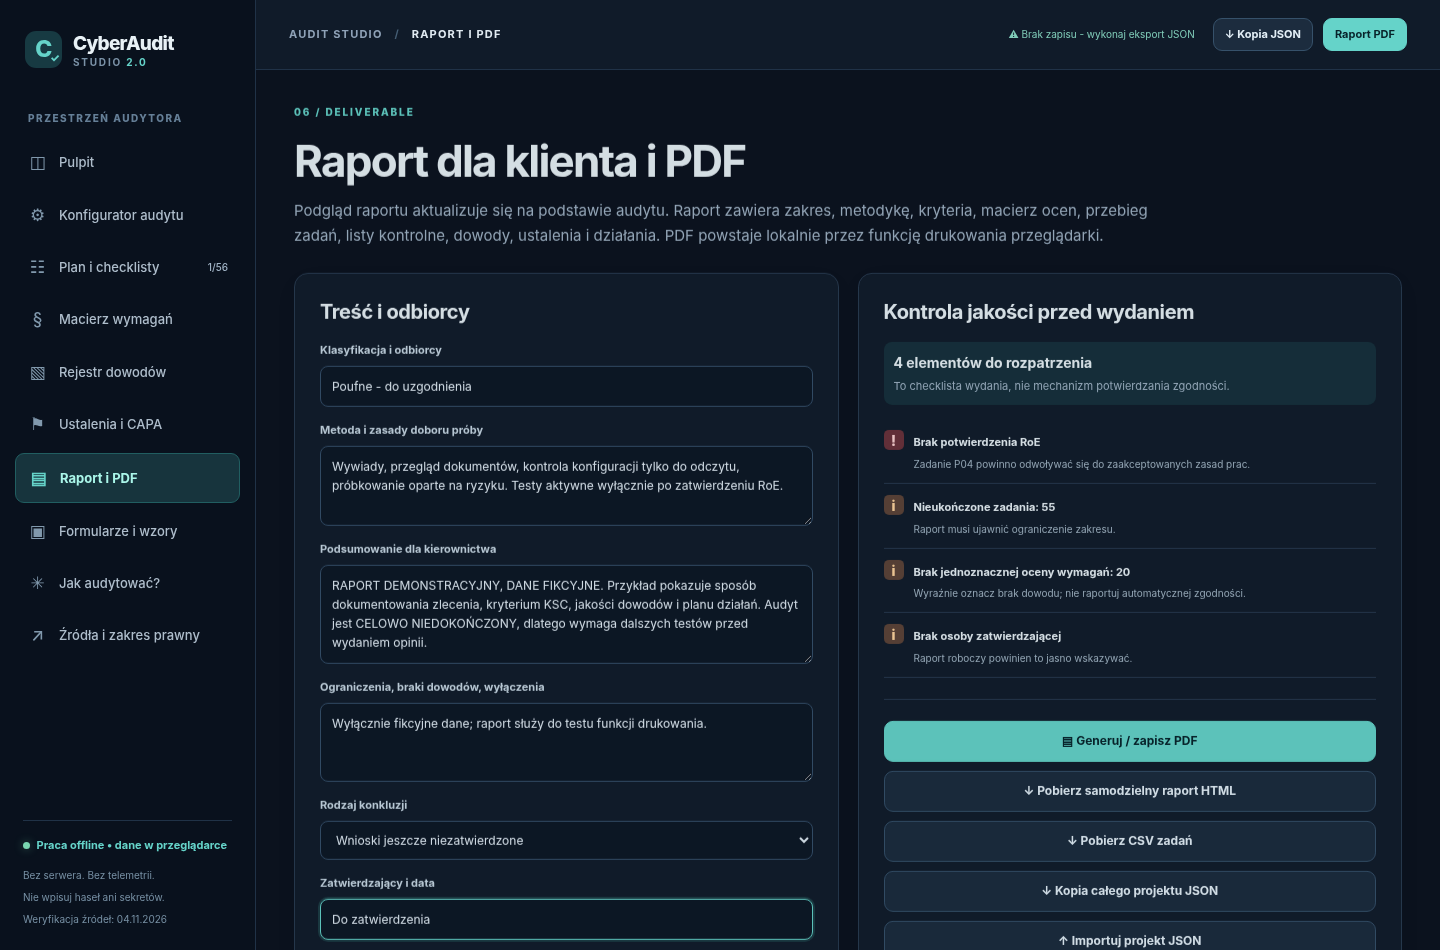 CyberAudit
STUDIO 2.0
PRZESTRZEŃ AUDYTORA
Pulpit
Konfigurator audytu
Plan i checklisty 1/56
Macierz wymagań
Rejestr dowodów
Ustalenia i CAPA
Raport i PDF
Formularze i wzory
Jak audytować?
Źródła i zakres prawny
Praca offline • dane w przeglądarce
Bez serwera. Bez telemetrii.
Nie wpisuj haseł ani sekretów.
Weryfikacja źródeł: 04.11.2026
AUDIT STUDIO / RAPORT I PDF
⚠ Brak zapisu - wykonaj eksport JSON
↓ Kopia JSON
Raport PDF
06 / DELIVERABLE
Raport dla klienta i PDF
Podgląd raportu aktualizuje się na podstawie audytu. Raport zawiera zakres, metodykę, kryteria, macierz ocen, przebieg
zadań, listy kontrolne, dowody, ustalenia i działania. PDF powstaje lokalnie przez funkcję drukowania przeglądarki.
Treść i odbiorcy
Klasyfikacja i odbiorcy
Poufne - do uzgodnienia
Metoda i zasady doboru próby
Wywiady, przegląd dokumentów, kontrola konfiguracji tylko do odczytu,
próbkowanie oparte na ryzyku. Testy aktywne wyłącznie po zatwierdzeniu RoE.
Podsumowanie dla kierownictwa
RAPORT DEMONSTRACYJNY, DANE FIKCYJNE. Przykład pokazuje sposób
dokumentowania zlecenia, kryterium KSC, jakości dowodów i planu działań. Audyt
jest CELOWO NIEDOKOŃCZONY, dlatego wymaga dalszych testów przed
wydaniem opinii.
Ograniczenia, braki dowodów, wyłączenia
Wyłącznie fikcyjne dane; raport służy do testu funkcji drukowania.
Rodzaj konkluzji
Wnioski jeszcze niezatwierdzone
Zatwierdzający i data
Do zatwierdzenia
Kontrola jakości przed wydaniem
4 elementów do rozpatrzenia
To checklista wydania, nie mechanizm potwierdzania zgodności.
! Brak potwierdzenia RoE
Zadanie P04 powinno odwoływać się do zaakceptowanych zasad prac.
i Nieukończone zadania: 55
Raport musi ujawnić ograniczenie zakresu.
i Brak jednoznacznej oceny wymagań: 20
Wyraźnie oznacz brak dowodu; nie raportuj automatycznej zgodności.
i Brak osoby zatwierdzającej
Raport roboczy powinien to jasno wskazywać.
▤ Generuj / zapisz PDF
↓ Pobierz samodzielny raport HTML
↓ Pobierz CSV zadań
↓ Kopia całego projektu JSON
↑ Importuj projekt JSON